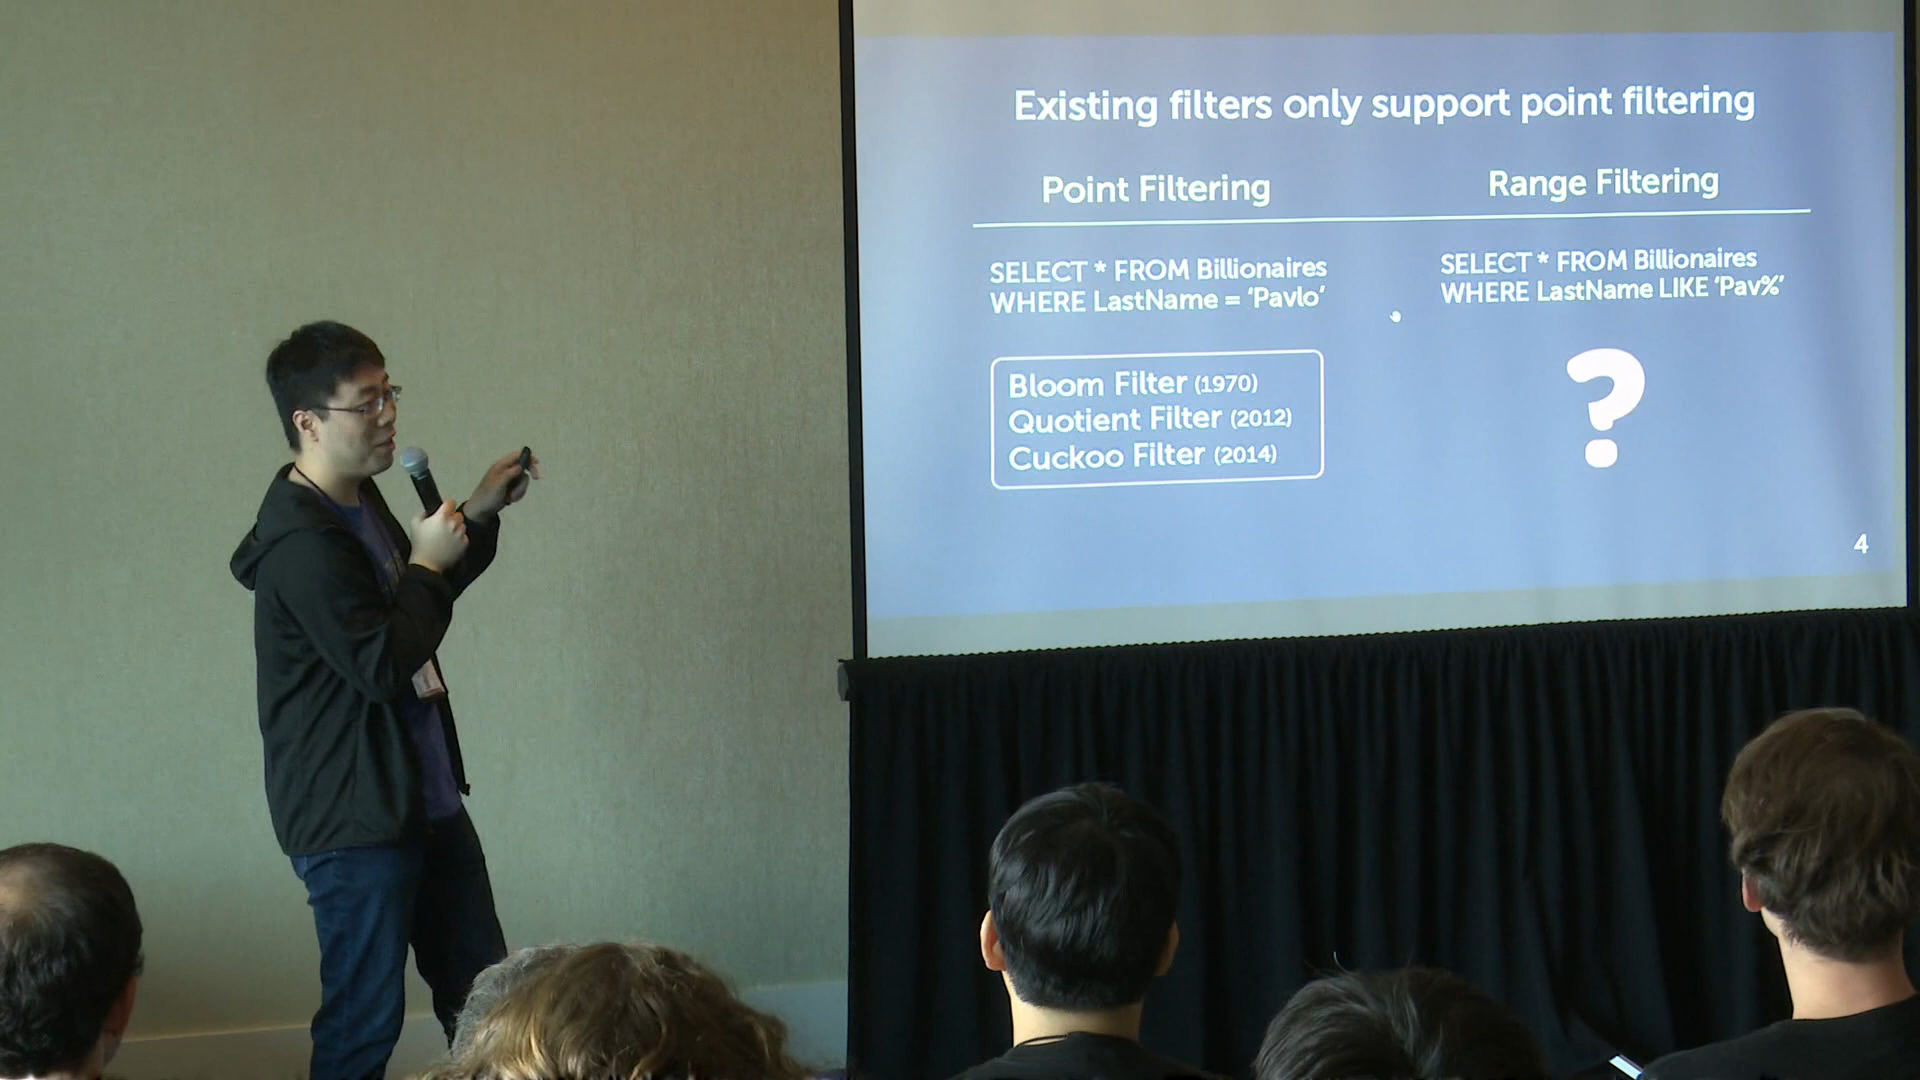 Existing filters only support point filtering
Point Filtering
Range Filtering
SELECT * FROM Billionaires
WHERE LastName = ‘Pavlo’
SELECT * FROM Billionaires
WHERE LastName LIKE ‘Pav%’
Bloom Filter (1970)
Quotient Filter (2012)
Cuckoo Filter (2014)
?
4